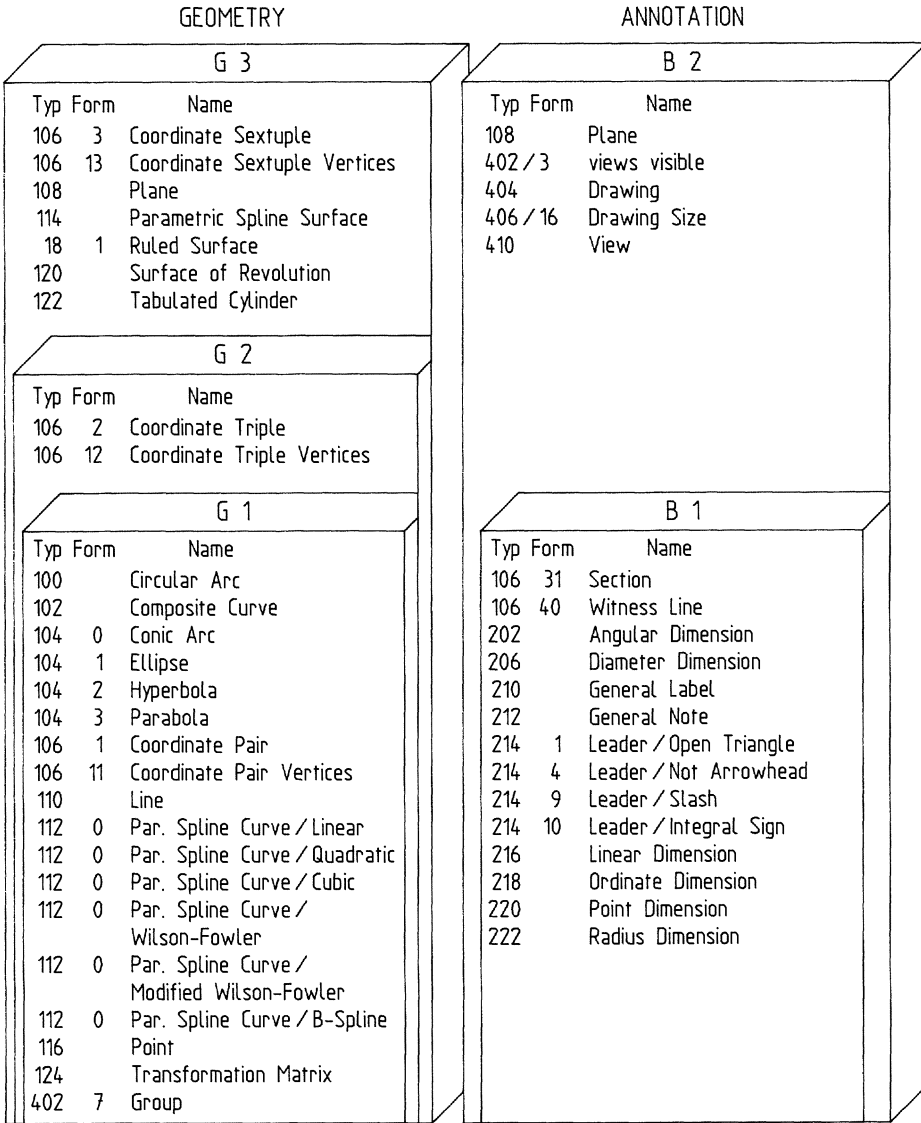 GEOMETRY
G 3
Typ Form Name
106 3 Coordinate Sextuple
106 13 Coordinate Sextuple Vertices
108 Plane
114 Parametric Spline Surface
18 1 Ruled Surface
120 Surface of Revolution
122 Tabulated Cylinder
G 2
Typ Form Name
106 2 Coordinate Triple
106 12 Coordinate Triple Vertices
G 1
Typ Form Name
100 Circular Arc
102 Composite Curve
104 0 Conic Arc
104 1 Ellipse
104 2 Hyperbola
104 3 Parabola
106 1 Coordinate Pair
106 11 Coordinate Pair Vertices
110 Line
112 0 Par. Spline Curve / Linear
112 0 Par. Spline Curve / Quadratic
112 0 Par. Spline Curve / Cubic
112 0 Par. Spline Curve /
Wilson-Fowler
112 0 Par. Spline Curve /
Modified Wilson-Fowler
112 0 Par. Spline Curve / B-Spline
116 Point
124 Transformation Matrix
402 7 Group
ANNOTATION
B 2
Typ Form Name
108 Plane
402 / 3 views visible
404 Drawing
406 / 16 Drawing Size
410 View
B 1
Typ Form Name
106 31 Section
106 40 Witness Line
202 Angular Dimension
206 Diameter Dimension
210 General Label
212 General Note
214 1 Leader / Open Triangle
214 4 Leader / Not Arrowhead
214 9 Leader / Slash
214 10 Leader / Integral Sign
216 Linear Dimension
218 Ordinate Dimension
220 Point Dimension
222 Radius Dimension